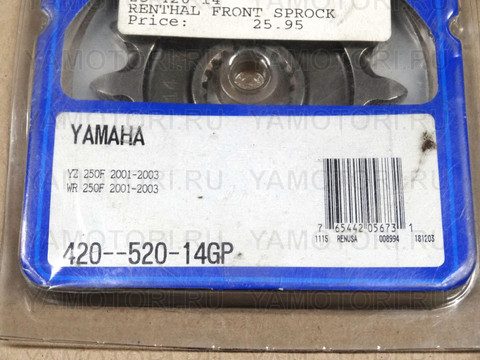 RENTHAL FRONT SPROCK
Price: 25.95
YAMAHA
YZ 250F 2001-2003
WR 250F 2001-2003
7 65442 05673 1
1115 RENUSA 008994 181203
420--520-14GP
YAMOTORI.RU